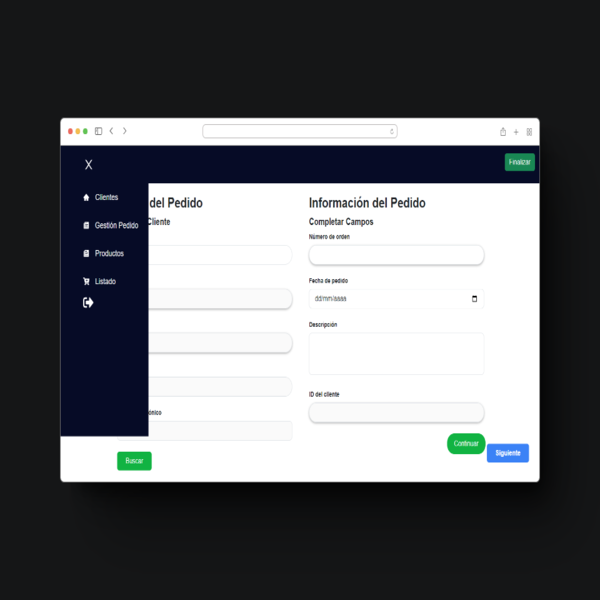 X
Finalizar
Clientes
Gestión Pedido
Productos
Listado
del Pedido
Cliente
Información del Pedido
Completar Campos
Número de orden
Fecha de pedido
dd/mm/aaaa
Descripción
ID del cliente
Buscar
Continuar
Siguiente